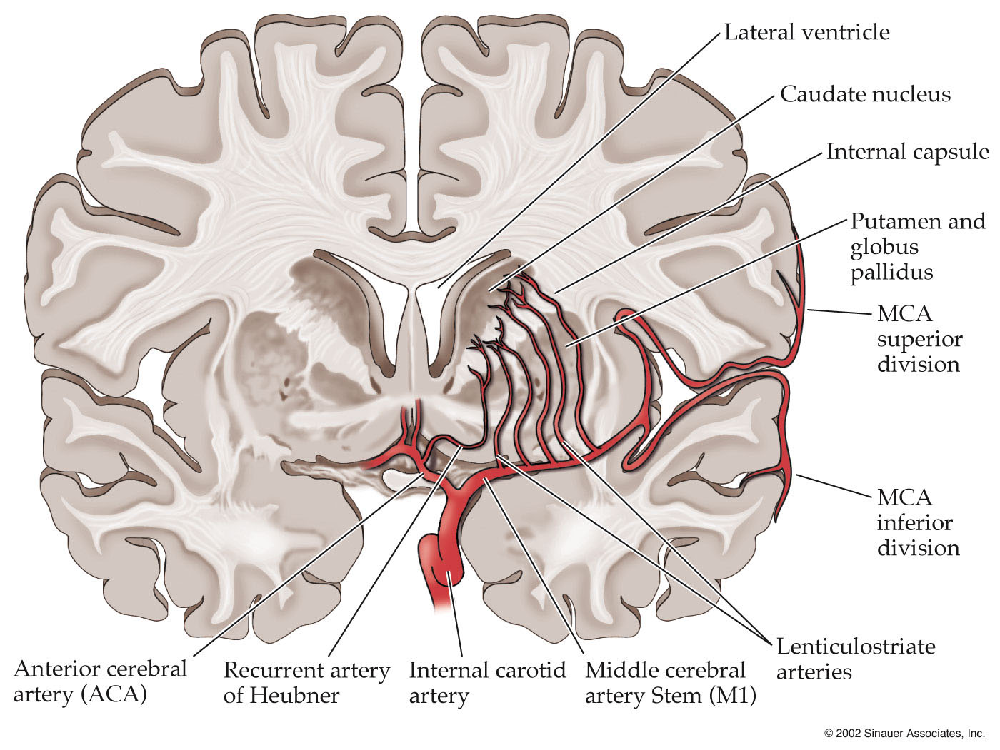 Lateral ventricle
Caudate nucleus
Internal capsule
Putamen and
globus
pallidus
MCA
superior
division
MCA
inferior
division
Lenticulostriate
arteries
Anterior cerebral
artery (ACA)
Recurrent artery
of Heubner
Internal carotid
artery
Middle cerebral
artery Stem (M1)
© 2002 Sinauer Associates, Inc.